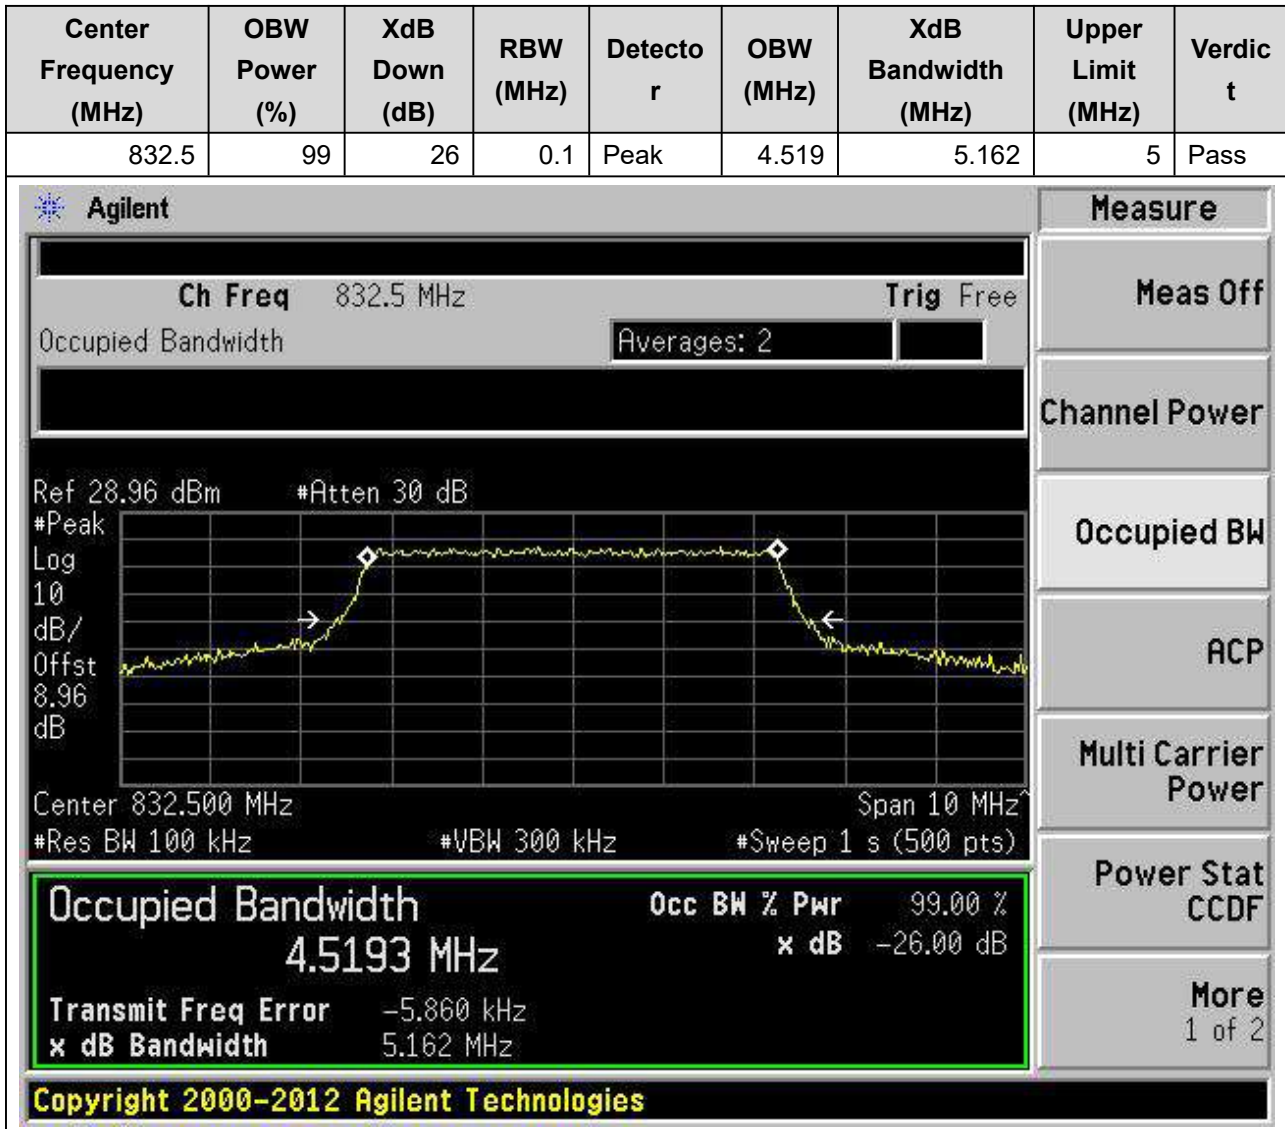 Center Frequency (MHz) OBW Power (%) XdB Down (dB) RBW (MHz) Detector OBW (MHz) XdB Bandwidth (MHz) Upper Limit (MHz) Verdict
832.5 99 26 0.1 Peak 4.519 5.162 5 Pass
Agilent
Measure
Ch Freq 832.5 MHz Trig Free
Meas Off
Occupied Bandwidth Averages: 2
Channel Power
Ref 28.96 dBm #Atten 30 dB
#Peak
Log
10
dB/
Offst
8.96
dB
Occupied BW
ACP
Center 832.500 MHz Span 10 MHz^
#Res BW 100 kHz #VBW 300 kHz #Sweep 1 s (500 pts)
Multi Carrier
Power
Occupied Bandwidth Occ BW % Pwr 99.00 %
4.5193 MHz x dB -26.00 dB
Power Stat
CCDF
Transmit Freq Error -5.860 kHz
x dB Bandwidth 5.162 MHz
More
1 of 2
Copyright 2000-2012 Agilent Technologies